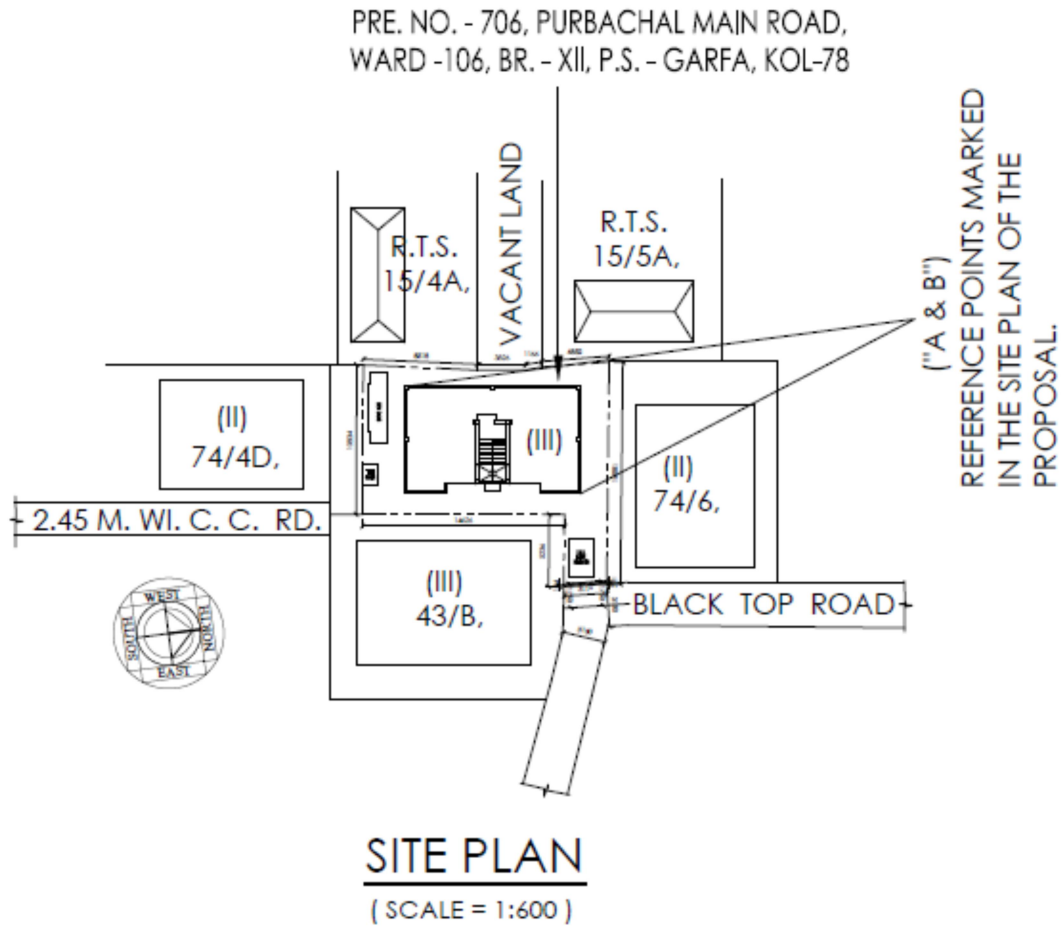 PRE. NO. - 706, PURBACHAL MAIN ROAD,
WARD -106, BR. - XII, P.S. - GARFA, KOL-78
R.T.S.
15/4A,
VACANT LAND
R.T.S.
15/5A,
("A & B")
REFERENCE POINTS MARKED
IN THE SITE PLAN OF THE
PROPOSAL.
(II)
74/4D,
(III)
(II)
74/6,
2.45 M. WI. C. C. RD.
(III)
43/B,
BLACK TOP ROAD
WEST
SOUTH
NORTH
EAST
SITE PLAN
( SCALE = 1:600 )